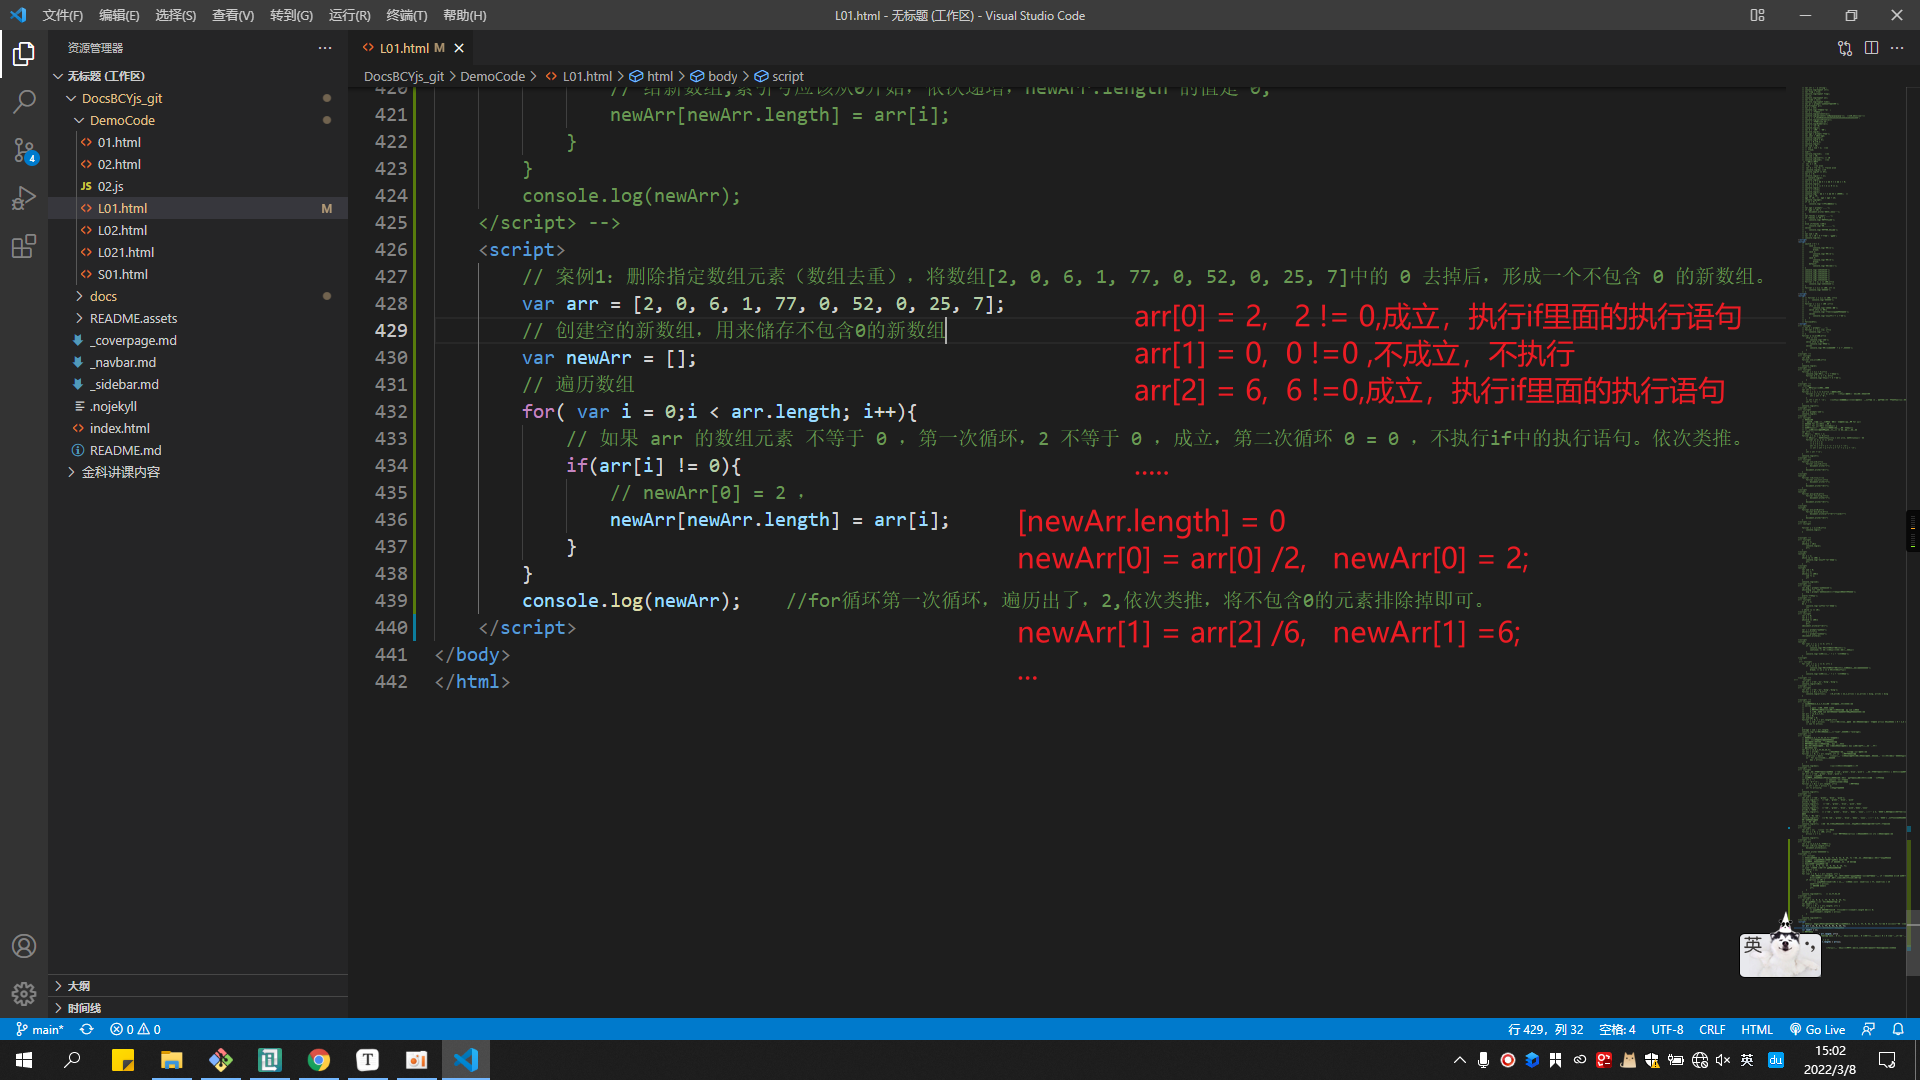 文件(F) 编辑(E) 选择(S) 查看(V) 转到(G) 运行(R) 终端(T) 帮助(H)
L01.html - 无标题 (工作区) - Visual Studio Code
资源管理器
无标题 (工作区)
DocsBCYjs_git
DemoCode
01.html
02.html
JS 02.js
L01.html M
L02.html
L021.html
S01.html
docs
README.assets
_coverpage.md
_navbar.md
_sidebar.md
.nojekyll
index.html
README.md
金科讲课内容
大纲
时间线
4
L01.html M
DocsBCYjs_git > DemoCode > L01.html > html > body > script
420 // 给新数组,索引号应该从0开始, 依次递增, newArr.length 的值是 0,
421 newArr[newArr.length] = arr[i];
422 }
423 }
424 console.log(newArr);
425 </script> -->
426 <script>
427 // 案例1: 删除指定数组元素（数组去重）, 将数组[2, 0, 6, 1, 77, 0, 52, 0, 25, 7]中的 0 去掉后, 形成一个不包含 0 的新数组。
428 var arr = [2, 0, 6, 1, 77, 0, 52, 0, 25, 7];
arr[0] = 2, 2 != 0,成立, 执行if里面的执行语句
429 // 创建空的新数组, 用来储存不包含0的新数组
430 var newArr = [];
arr[1] = 0, 0 !=0 ,不成立, 不执行
431 // 遍历数组
arr[2] = 6, 6 !=0,成立, 执行if里面的执行语句
432 for( var i = 0;i < arr.length; i++){
433 // 如果 arr 的数组元素 不等于 0 , 第一次循环, 2 不等于 0 , 成立, 第二次循环 0 = 0 , 不执行if中的执行语句。依次类推。
434 if(arr[i] != 0){
.....
435 // newArr[0] = 2 ,
436 newArr[newArr.length] = arr[i];
[newArr.length] = 0
437 }
newArr[0] = arr[0] /2, newArr[0] = 2;
438 }
439 console.log(newArr); //for循环第一次循环, 遍历出了, 2,依次类推, 将不包含0的元素排除掉即可。
440 </script>
newArr[1] = arr[2] /6, newArr[1] =6;
...
441 </body>
442 </html>
英
main* 0 0
行 429, 列 32 空格: 4 UTF-8 CRLF HTML Go Live
T
英
du
15:02
2022/3/8